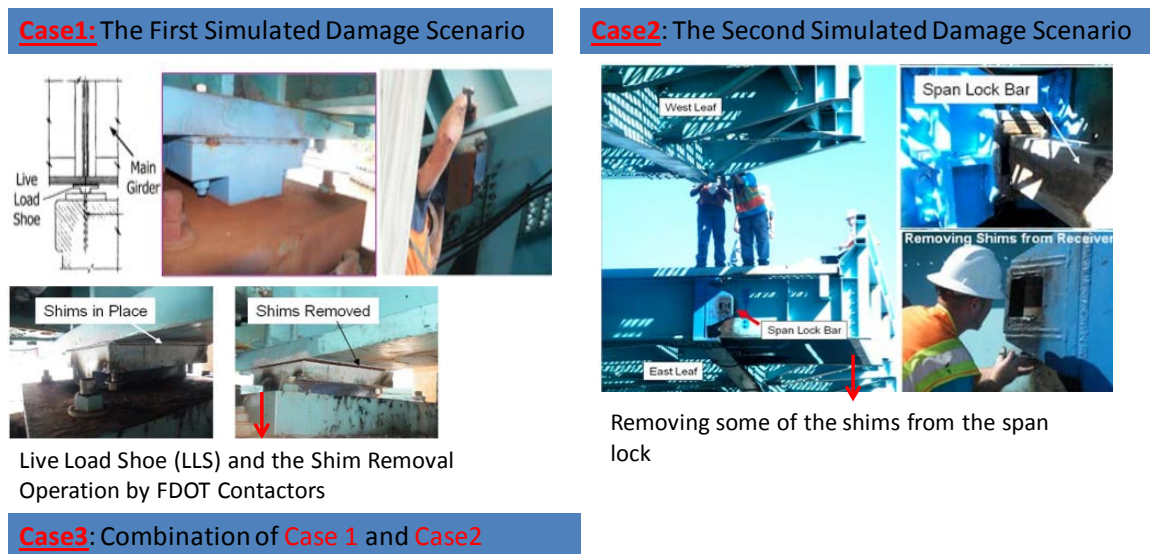 Case1: The First Simulated Damage Scenario
Live
Load
Shoe
Main
Girder
Shims in Place
Shims Removed
Live Load Shoe (LLS) and the Shim Removal
Operation by FDOT Contactors
Case2: The Second Simulated Damage Scenario
West Leaf
Span Lock Bar
Removing Shims from Receiver
Span Lock Bar
East Leaf
Removing some of the shims from the span
lock
Case3: Combination of Case 1 and Case2